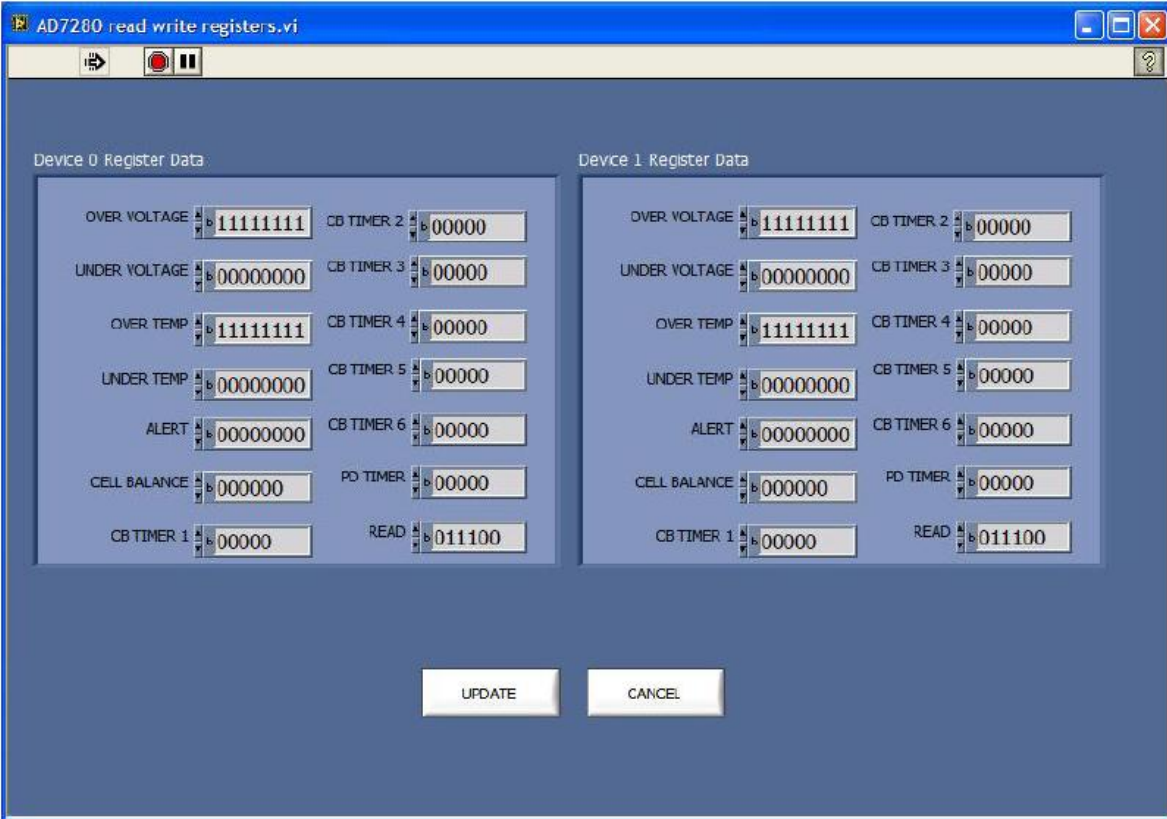 AD7280 read write registers.vi
Device 0 Register Data
OVER VOLTAGE b 11111111 CB TIMER 2 b 00000
UNDER VOLTAGE b 00000000 CB TIMER 3 b 00000
OVER TEMP b 11111111 CB TIMER 4 b 00000
UNDER TEMP b 00000000 CB TIMER 5 b 00000
ALERT b 00000000 CB TIMER 6 b 00000
CELL BALANCE b 000000 PD TIMER b 00000
CB TIMER 1 b 00000 READ b 011100
Device 1 Register Data
OVER VOLTAGE b 11111111 CB TIMER 2 b 00000
UNDER VOLTAGE b 00000000 CB TIMER 3 b 00000
OVER TEMP b 11111111 CB TIMER 4 b 00000
UNDER TEMP b 00000000 CB TIMER 5 b 00000
ALERT b 00000000 CB TIMER 6 b 00000
CELL BALANCE b 000000 PD TIMER b 00000
CB TIMER 1 b 00000 READ b 011100
UPDATE CANCEL